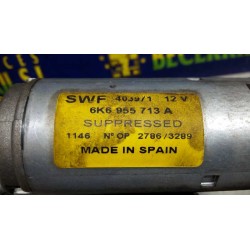 SWF 403971 12 V
6K6 955 713 A
SUPPRESSED
1146 Nº OP 2786/3289
MADE IN SPAIN